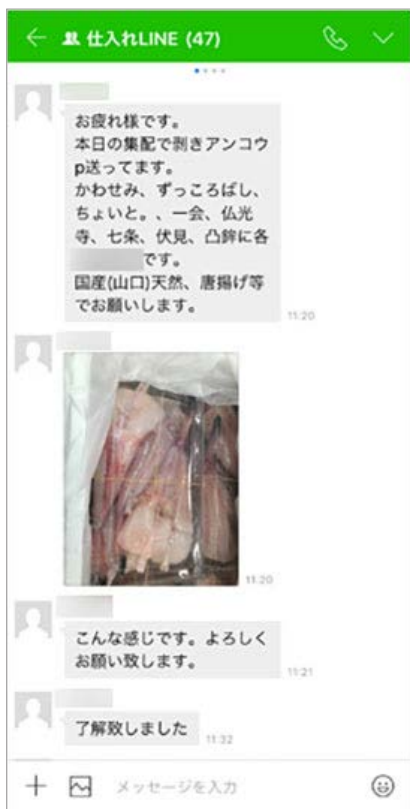 仕入れLINE (47)
お疲れ様です。
本日の集配で剥きアンコウ
p送ってます。
かわせみ、ずっころばし、
ちょいと。、一会、仏光
寺、七条、伏見、凸鉾に各
です。
国産(山口)天然、唐揚げ等
でお願いします。
11:20
11:20
こんな感じです。よろしく
お願い致します。
11:21
了解致しました
11:32
メッセージを入力